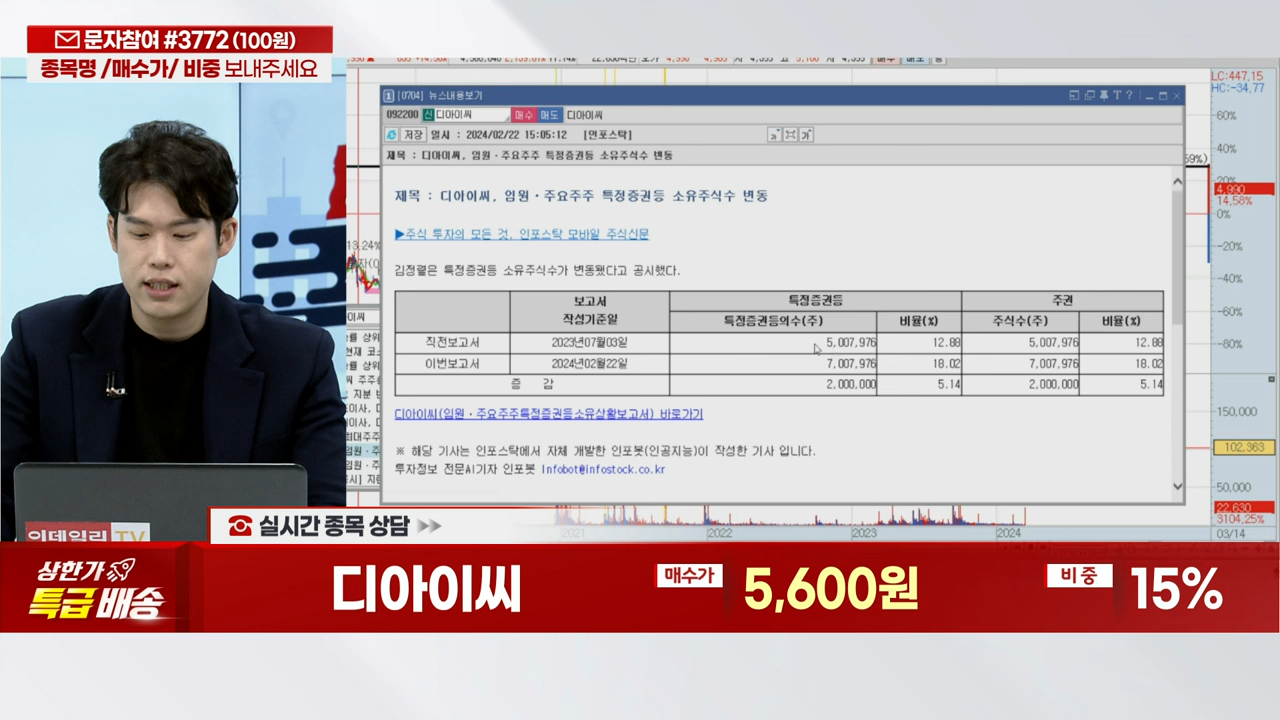 문자참여 #3772 (100원)
종목명 /매수가/ 비중 보내주세요
LC:447.15
HC:-34.77
[0704] 뉴스내용보기
092200 신 디아이씨 매수 매도 디아이씨
저장 일시 : 2024/02/22 15:05:12 [인포스탁]
제목 : 디아이씨, 임원·주요주주 특정증권등 소유주식수 변동
제목 : 디아이씨, 임원·주요주주 특정증권등 소유주식수 변동
▶주식 투자의 모든 것, 인포스탁 모바일 주식신문
김정렬은 특정증권등 소유주식수가 변동됐다고 공시했다.
보고서 작성기준일 특정증권등 주권
특정증권등의수(주) 비율(%) 주식수(주) 비율(%)
직전보고서 2023년07월03일 5,007,976 12.88 5,007,976 12.88
이번보고서 2024년02월22일 7,007,976 18.02 7,007,976 18.02
증 감 2,000,000 5.14 2,000,000 5.14
디아이씨(임원·주요주주특정증권등소유상황보고서) 바로가기
※ 해당 기사는 인포스탁에서 자체 개발한 인포봇(인공지능)이 작성한 기사 입니다.
투자정보 전문AI기자 인포봇 infobot@infostock.co.kr
60%
40%
20%
4,990
14.58%
0%
-20%
-40%
-60%
-80%
150,000
102,363
50,000
22,630
3104.25%
2021 2022 2023 2024 03/14
이데일리 TV
실시간 종목 상담
상한가
특급 배송
디아이씨 매수가 5,600원 비중 15%